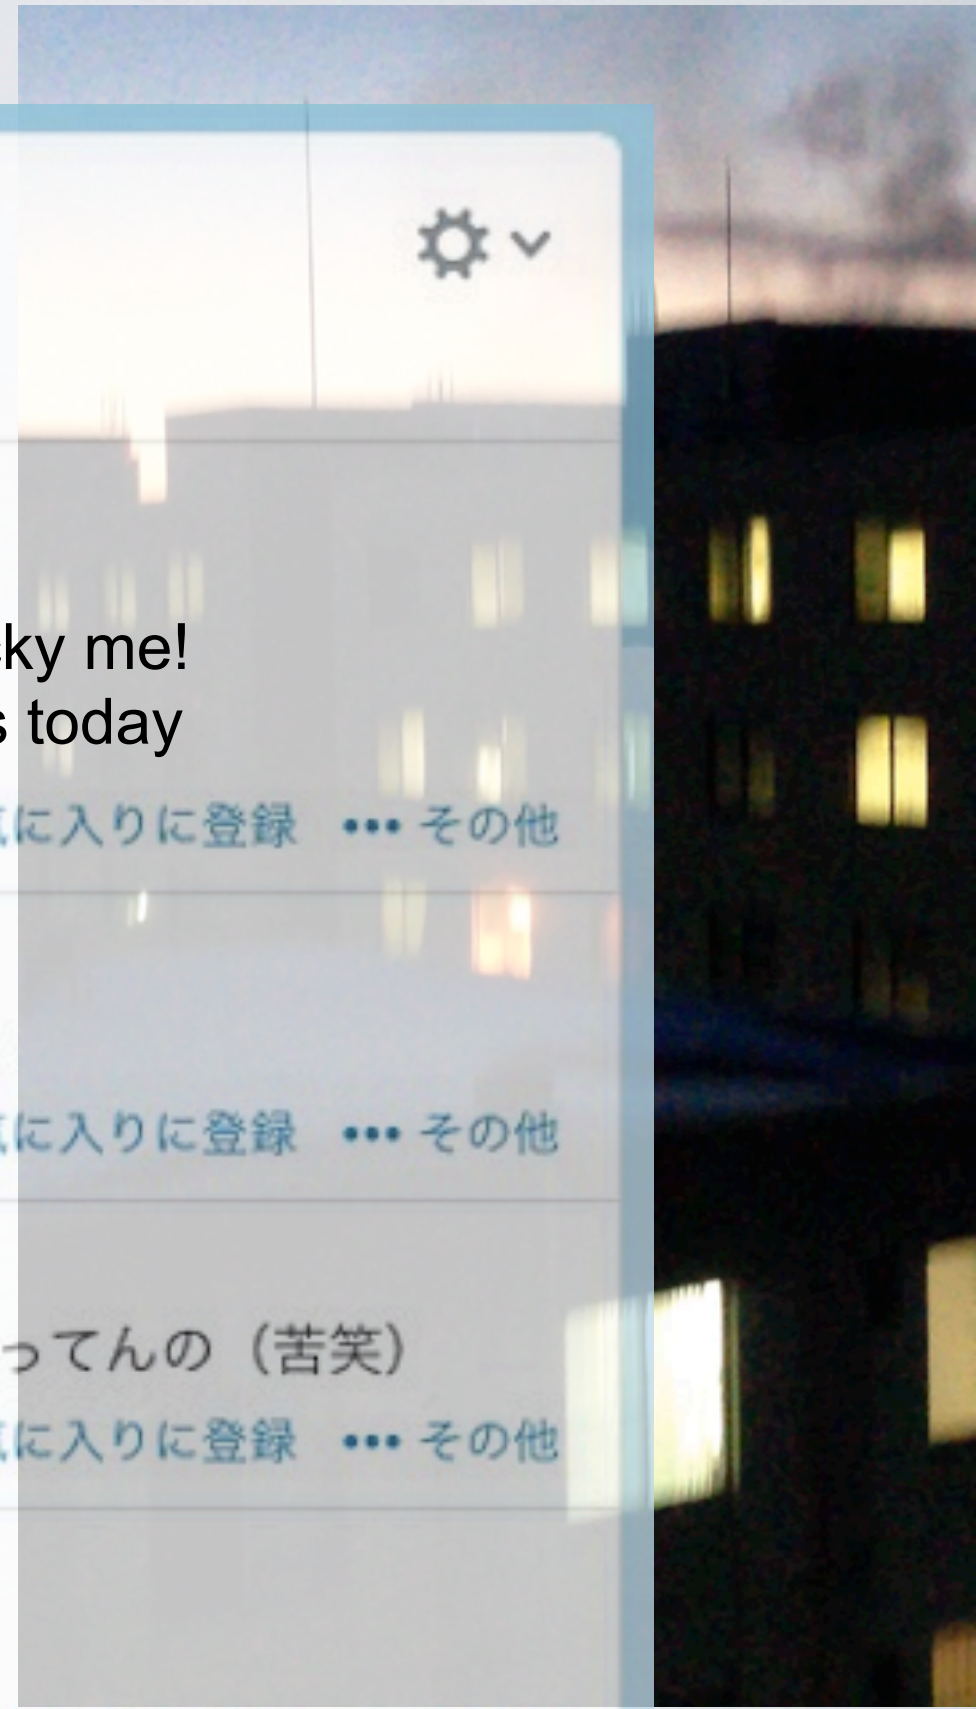 ky me!
today
に入りに登録 ••• その他
に入りに登録 ••• その他
ってんの（苦笑）
に入りに登録 ••• その他